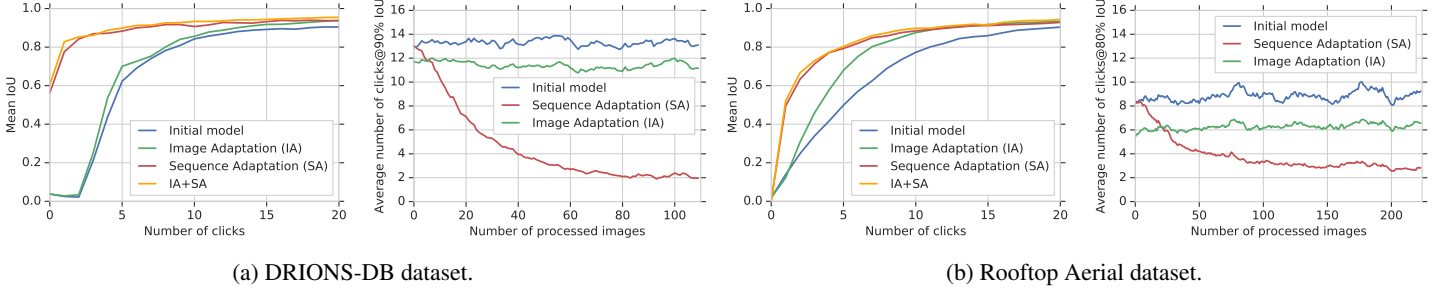 Mean IoU
1.0
0.8
0.6
0.4
0.2
0.0
Initial model
Image Adaptation (IA)
Sequence Adaptation (SA)
IA+SA
0 5 10 15 20
Number of clicks
Average number of clicks@90% IoU
16
14
12
10
8
6
4
2
0
Initial model
Sequence Adaptation (SA)
Image Adaptation (IA)
0 20 40 60 80 100
Number of processed images
(a) DRIONS-DB dataset.
Mean IoU
1.0
0.8
0.6
0.4
0.2
0.0
Initial model
Image Adaptation (IA)
Sequence Adaptation (SA)
IA+SA
0 5 10 15 20
Number of clicks
Average number of clicks@80% IoU
16
14
12
10
8
6
4
2
0
Initial model
Sequence Adaptation (SA)
Image Adaptation (IA)
0 50 100 150 200
Number of processed images
(b) Rooftop Aerial dataset.